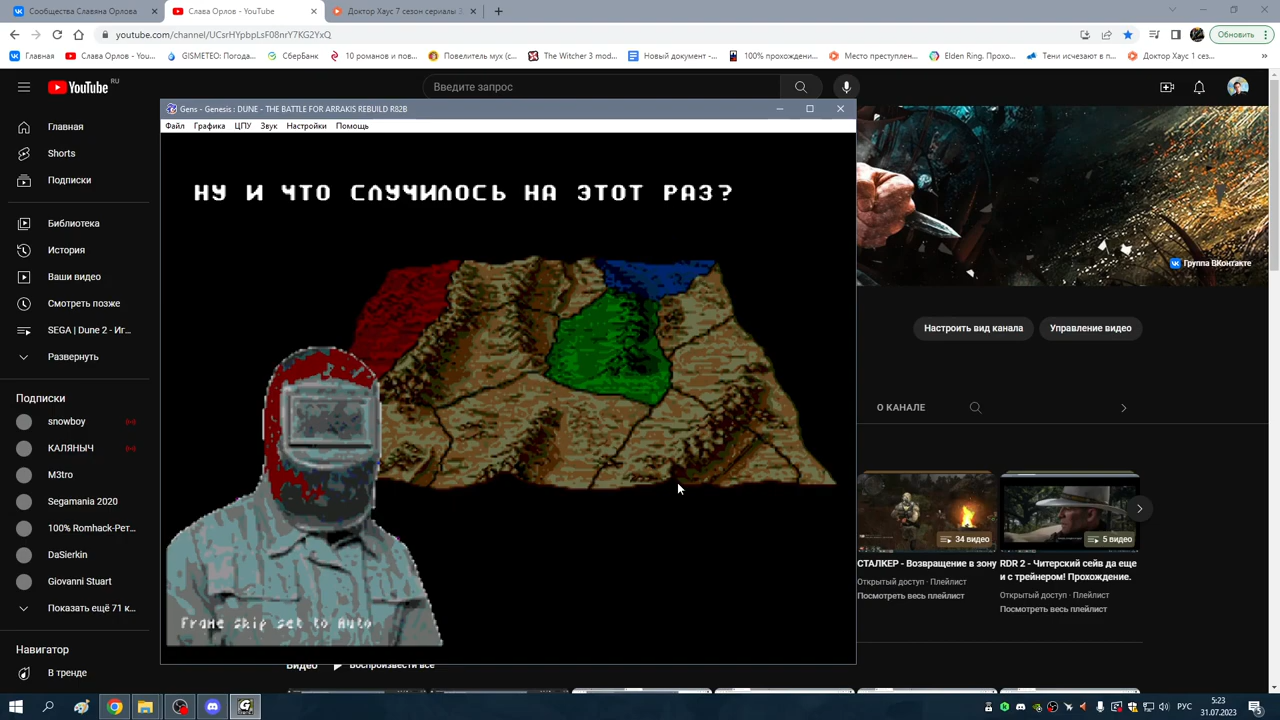 Сообщества Славяна Орлова
Слава Орлов - YouTube
Доктор Хаус 7 сезон сериалы З
youtube.com/channel/UCsrHYpbpLsF08nrY7KG2YxQ
Обновить
Главная
Слава Орлов - You...
GISMETEO: Погода...
СберБанк
10 романов и пов...
Повелитель мух (с...
The Witcher 3 mod...
Новый документ -...
100% прохождени...
Место преступлен...
Elden Ring. Прохо...
Тени исчезают в п...
Доктор Хаус 1 сез...
YouTube
RU
Введите запрос
Gens - Genesis : DUNE - THE BATTLE FOR ARRAKIS REBUILD R82B
Файл
Графика
ЦПУ
Звук
Настройки
Помощь
НУ И ЧТО СЛУЧИЛОСЬ НА ЭТОТ РАЗ?
Frame skip set to Auto
Главная
Shorts
Подписки
Библиотека
История
Ваши видео
Смотреть позже
SEGA | Dune 2 - Иг...
Развернуть
Подписки
snowboy
КАЛЯНЫЧ
M3tro
Segamania 2020
100% Romhack-Рет...
DaSierkin
Giovanni Stuart
Показать ещё 71 к...
Навигатор
В тренде
Группа ВКонтакте
Настроить вид канала
Управление видео
О КАНАЛЕ
34 видео
5 видео
СТАЛКЕР - Возвращение в зону
Открытый доступ · Плейлист
Посмотреть весь плейлист
RDR 2 - Читерский сейв да еще
и с трейнером! Прохождение.
Открытый доступ · Плейлист
Посмотреть весь плейлист
Видео
Воспроизвести все
РУС
5:23
31.07.2023